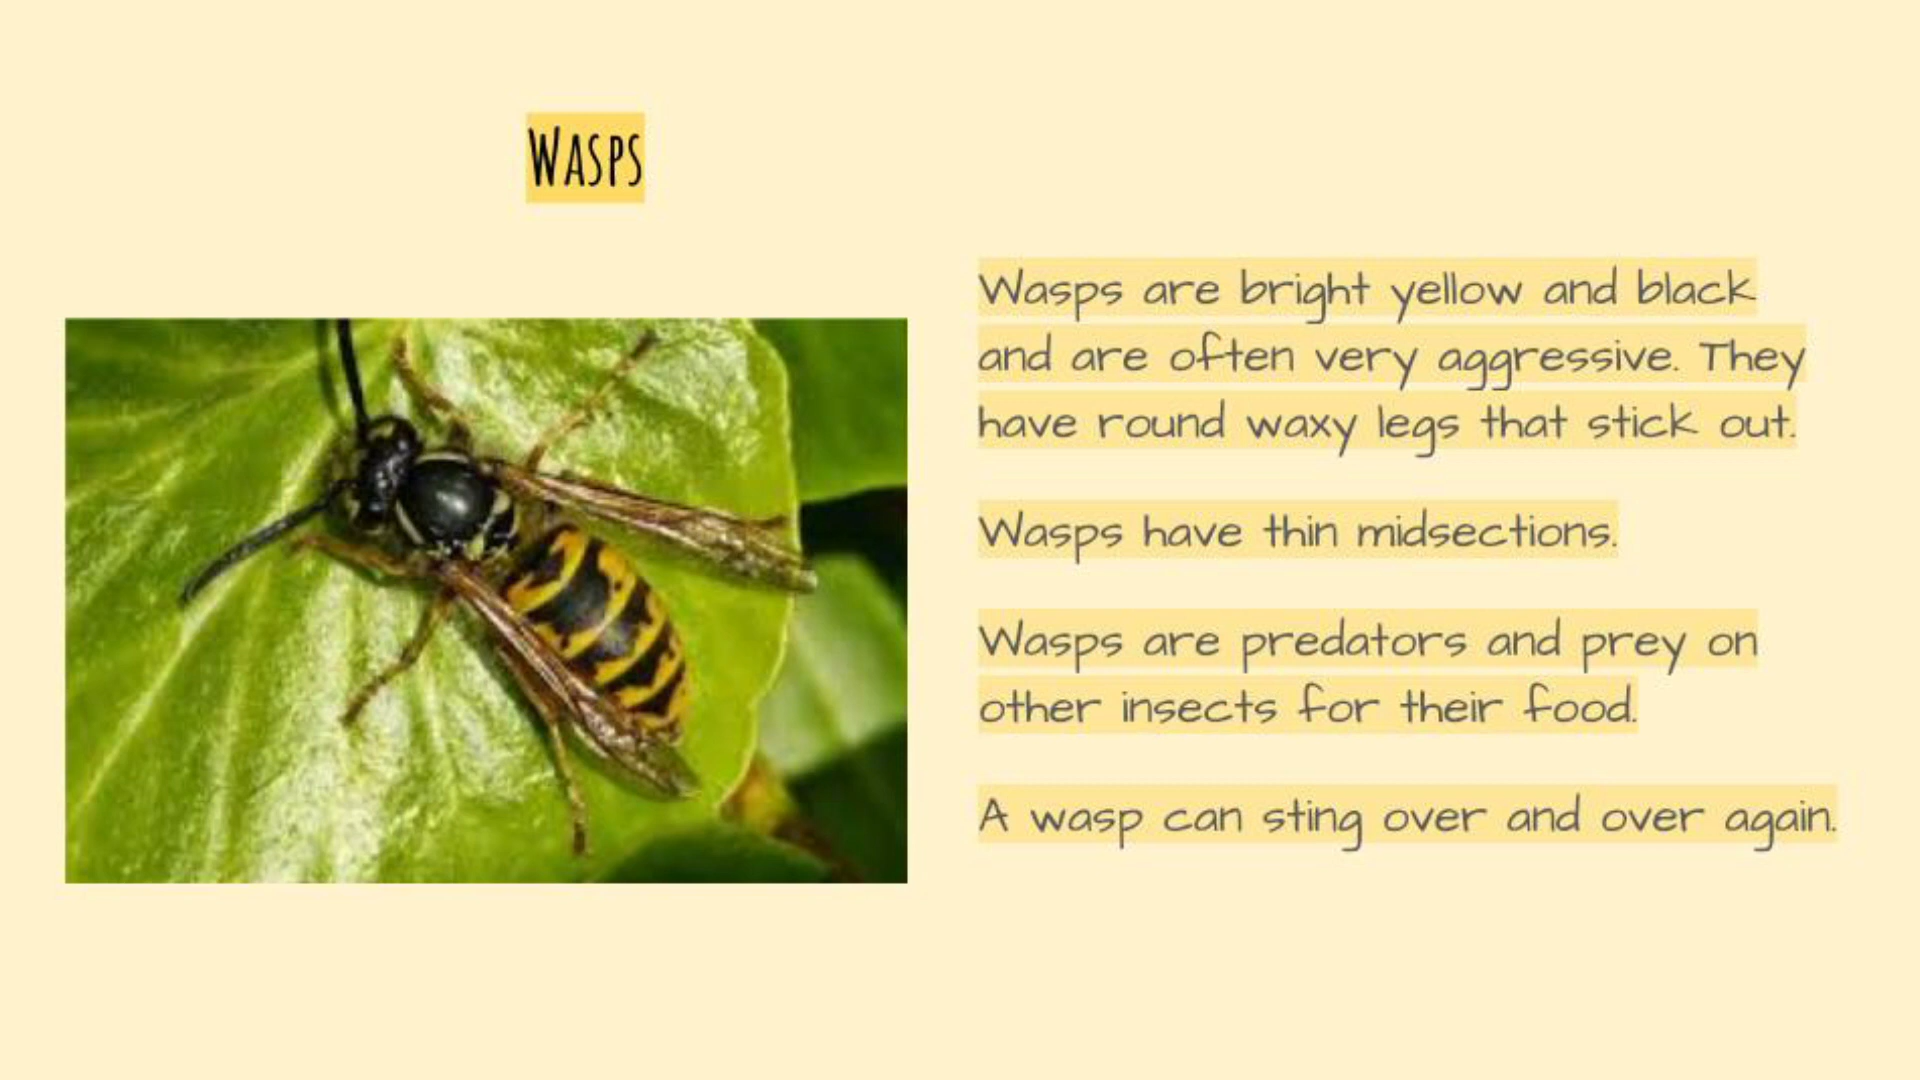 Wasps
Wasps are bright yellow and black
and are often very aggressive. They
have round waxy legs that stick out.
Wasps have thin midsections.
Wasps are predators and prey on
other insects for their food.
A wasp can sting over and over again.